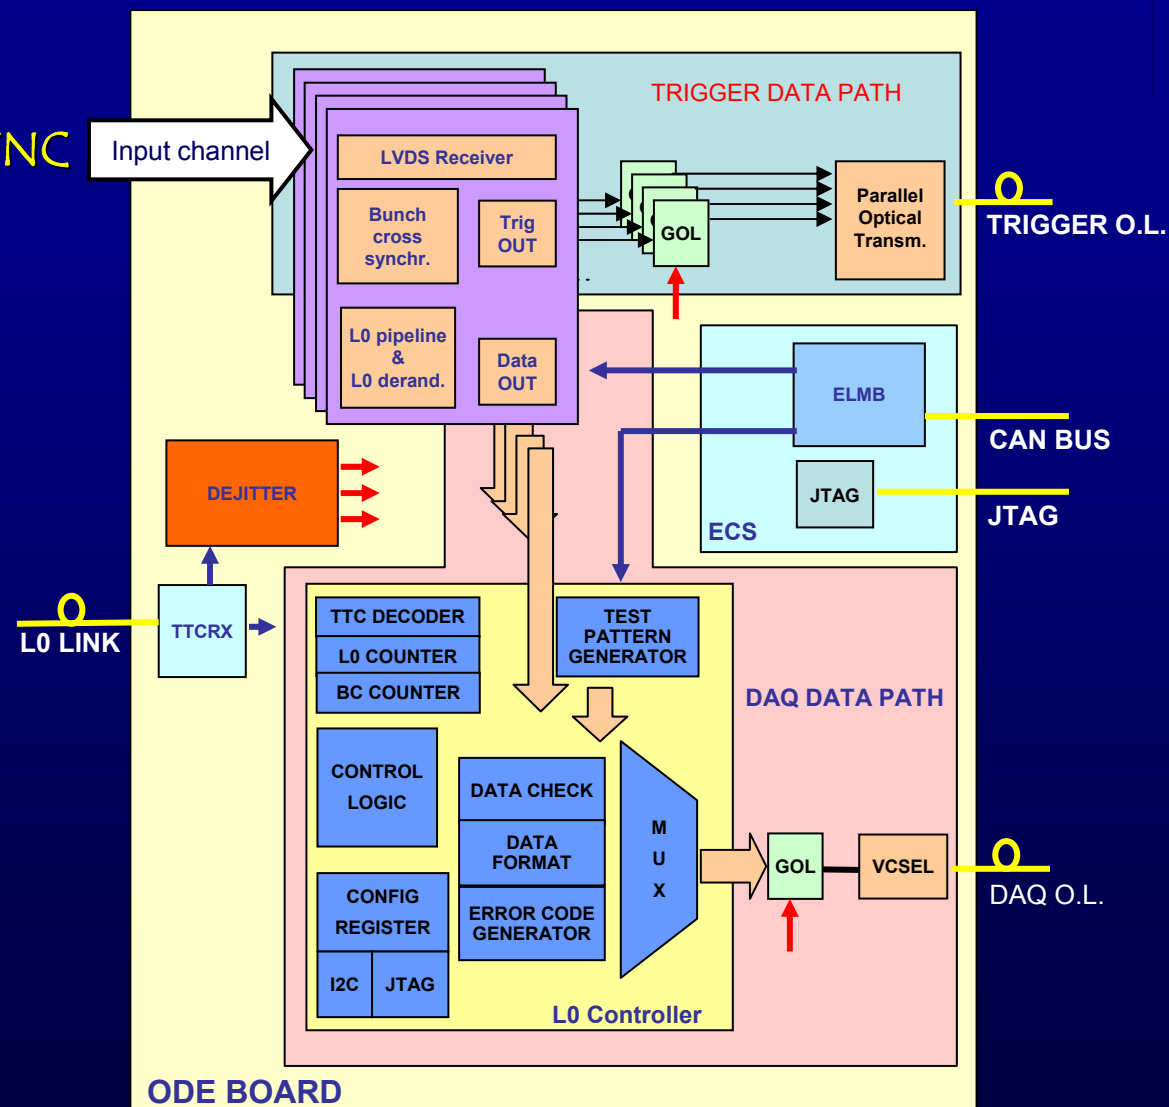 TRIGGER DATA PATH
NC
Input channel
LVDS Receiver
Bunch
cross
synchr.
Trig
OUT
GOL
Parallel
Optical
Transm.
TRIGGER O.L.
L0 pipeline
&
L0 derand.
Data
OUT
ELMB
CAN BUS
JTAG
JTAG
ECS
DEJITTER
TTCRX
L0 LINK
TTC DECODER
L0 COUNTER
BC COUNTER
TEST
PATTERN
GENERATOR
DAQ DATA PATH
CONTROL
LOGIC
DATA CHECK
DATA
FORMAT
ERROR CODE
GENERATOR
M
U
X
GOL
VCSEL
DAQ O.L.
CONFIG
REGISTER
I2C
JTAG
L0 Controller
ODE BOARD